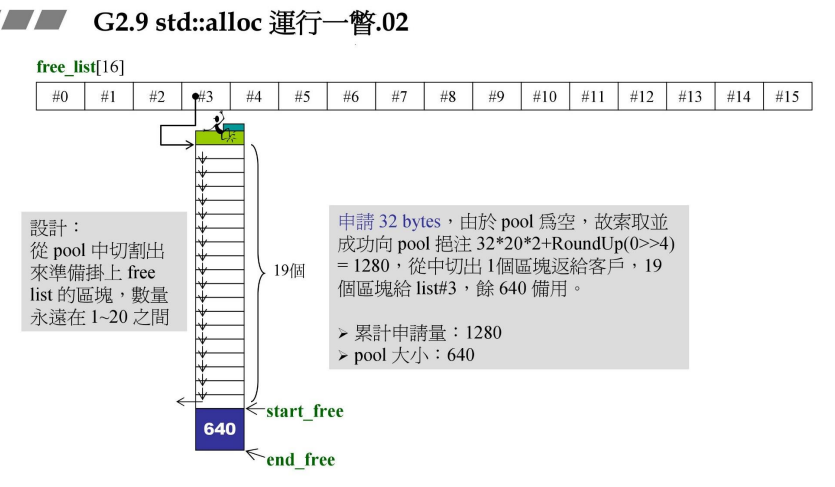 G2.9 std::alloc 運行一瞥.02
free_list[16]
#0 #1 #2 #3 #4 #5 #6 #7 #8 #9 #10 #11 #12 #13 #14 #15
設計：
從 pool 中切割出
來準備掛上 free
list 的區塊，數量
永遠在 1~20 之間
19個
申請 32 bytes，由於 pool 爲空，故索取並
成功向 pool 挹注 32*20*2+RoundUp(0>>4)
= 1280，從中切出 1個區塊返給客戶，19
個區塊給 list#3，餘 640 備用。
➢ 累計申請量：1280
➢ pool 大小：640
start_free
640
end_free